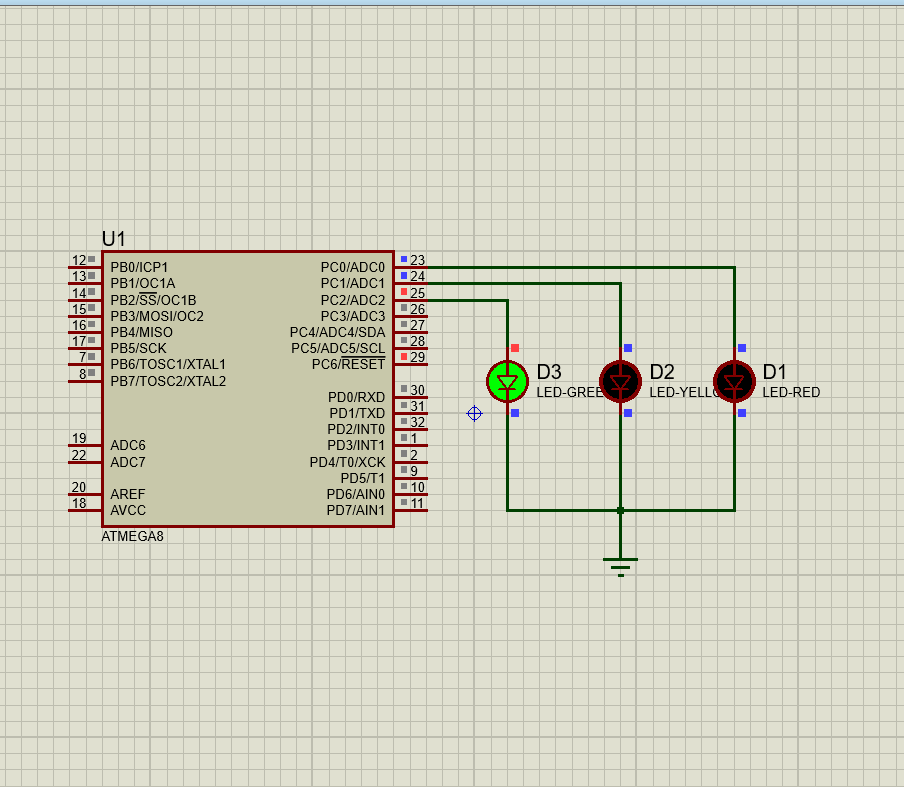 U1
12
13
14
15
16
17
7
8
19
22
20
18
PB0/ICP1
PB1/OC1A
PB2/SS/OC1B
PB3/MOSI/OC2
PB4/MISO
PB5/SCK
PB6/TOSC1/XTAL1
PB7/TOSC2/XTAL2
ADC6
ADC7
AREF
AVCC
PC0/ADC0
PC1/ADC1
PC2/ADC2
PC3/ADC3
PC4/ADC4/SDA
PC5/ADC5/SCL
PC6/RESET
PD0/RXD
PD1/TXD
PD2/INT0
PD3/INT1
PD4/T0/XCK
PD5/T1
PD6/AIN0
PD7/AIN1
23
24
25
26
27
28
29
30
31
32
1
2
9
10
11
ATMEGA8
D3
LED-GREE
D2
LED-YELLO
D1
LED-RED